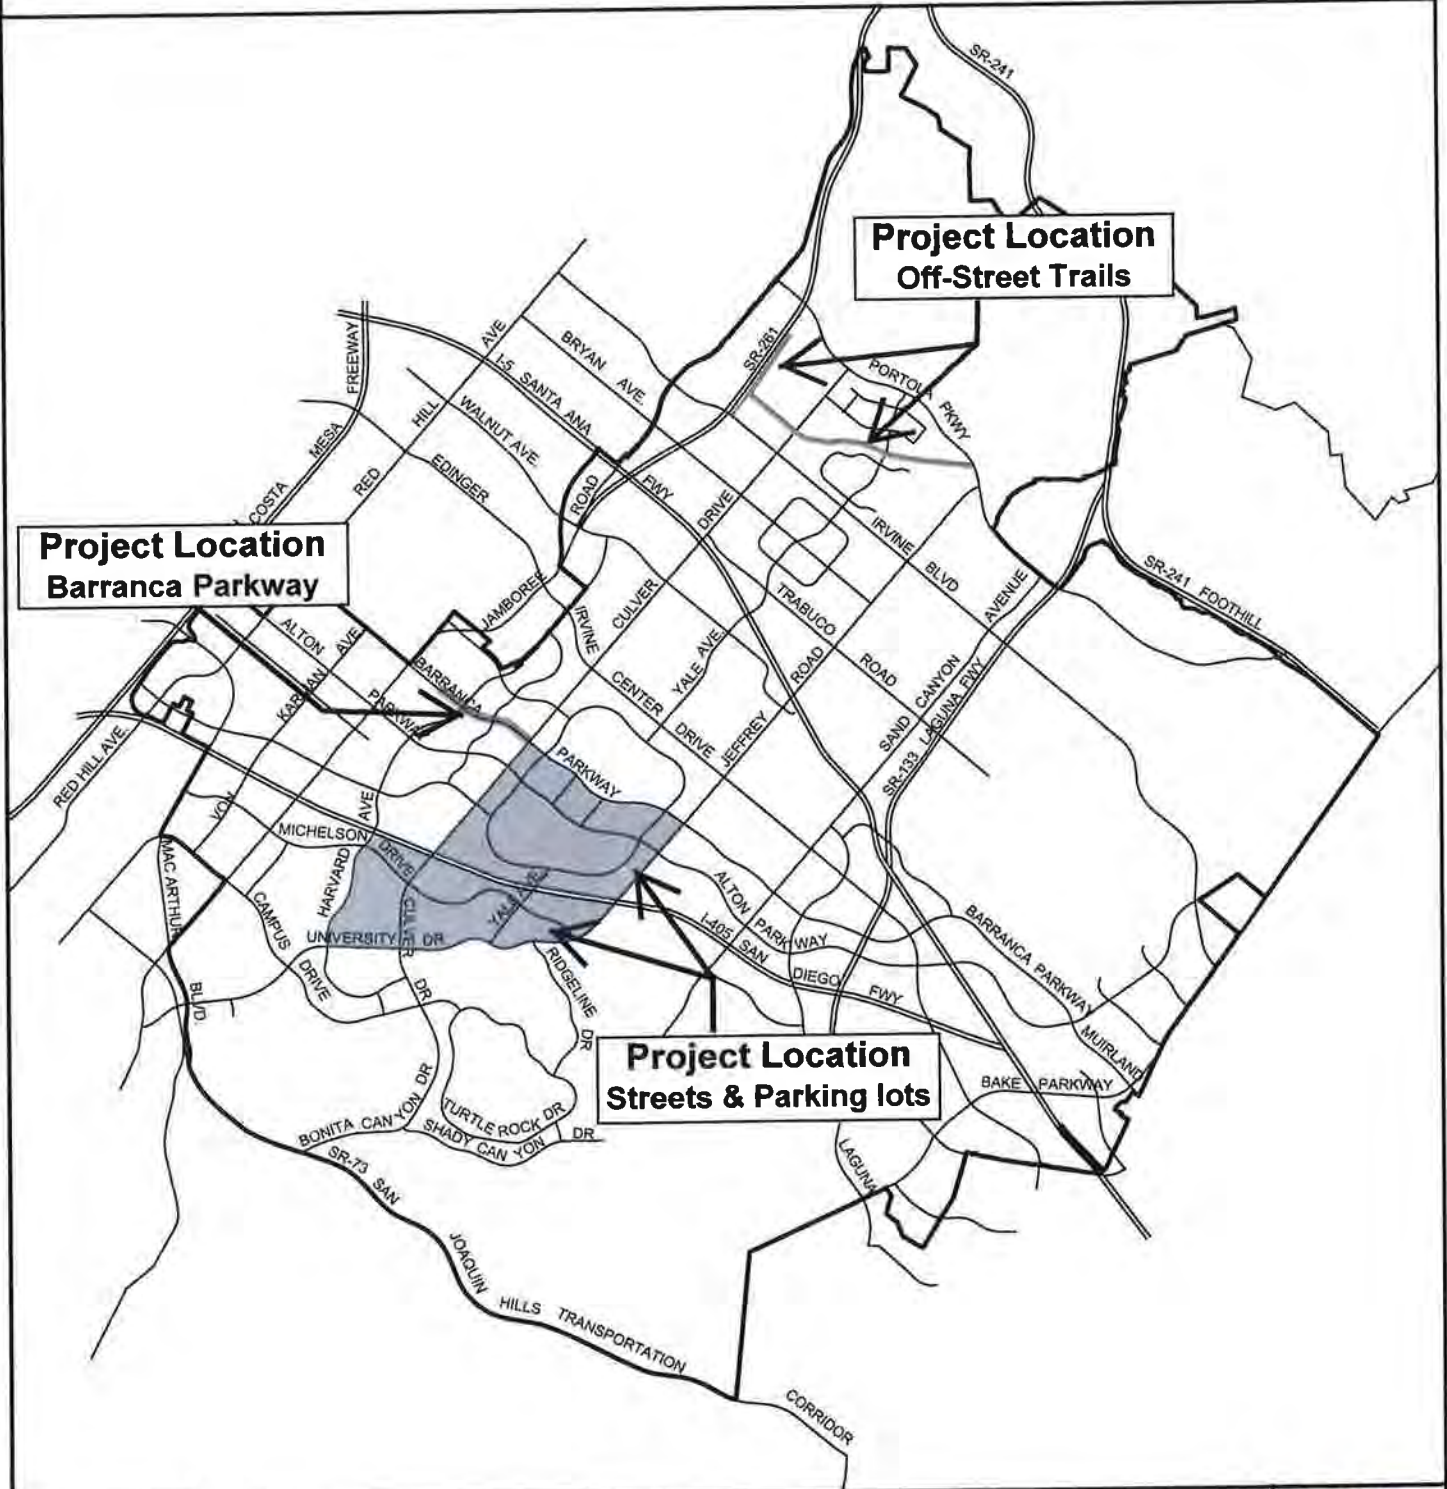 SR-241
Project Location
Off-Street Trails
SR-261
PORTOLA PKWY
FREEWAY
MESA
COSTA
I-5 SANTA ANA
FWY
BRYAN AVE.
RED HILL AVE
WALNUT AVE.
EDINGER
ROAD
JAMBOREE
CULVER DRIVE
IRVINE BLVD
TRABUCO ROAD
SAND CANYON AVENUE
SR-133 LAGUNA FWY
SR-241 FOOTHILL
Project Location
Barranca Parkway
ALTON
PARKWAY
BARRANCA
PARKWAY
IRVINE
CENTER DRIVE
YALE AVE.
JEFFREY ROAD
VON KARMAN AVE.
RED HILL AVE.
MICHELSON
DRIVE
HARVARD AVE
MAC ARTHUR
BLVD.
CAMPUS
DRIVE
UNIVERSITY DR
CULVER
DR
YALE AVE.
RIDGELINE DR
ALTON PARKWAY
I-405 SAN DIEGO FWY
BARRANCA PARKWAY
MUIRLAND
BAKE PARKWAY
Project Location
Streets & Parking lots
TURTLE ROCK DR
BONITA CANYON DR
SHADY CANYON DR
LAGUNA
SR-73 SAN
JOAQUIN
HILLS TRANSPORTATION
CORRIDOR